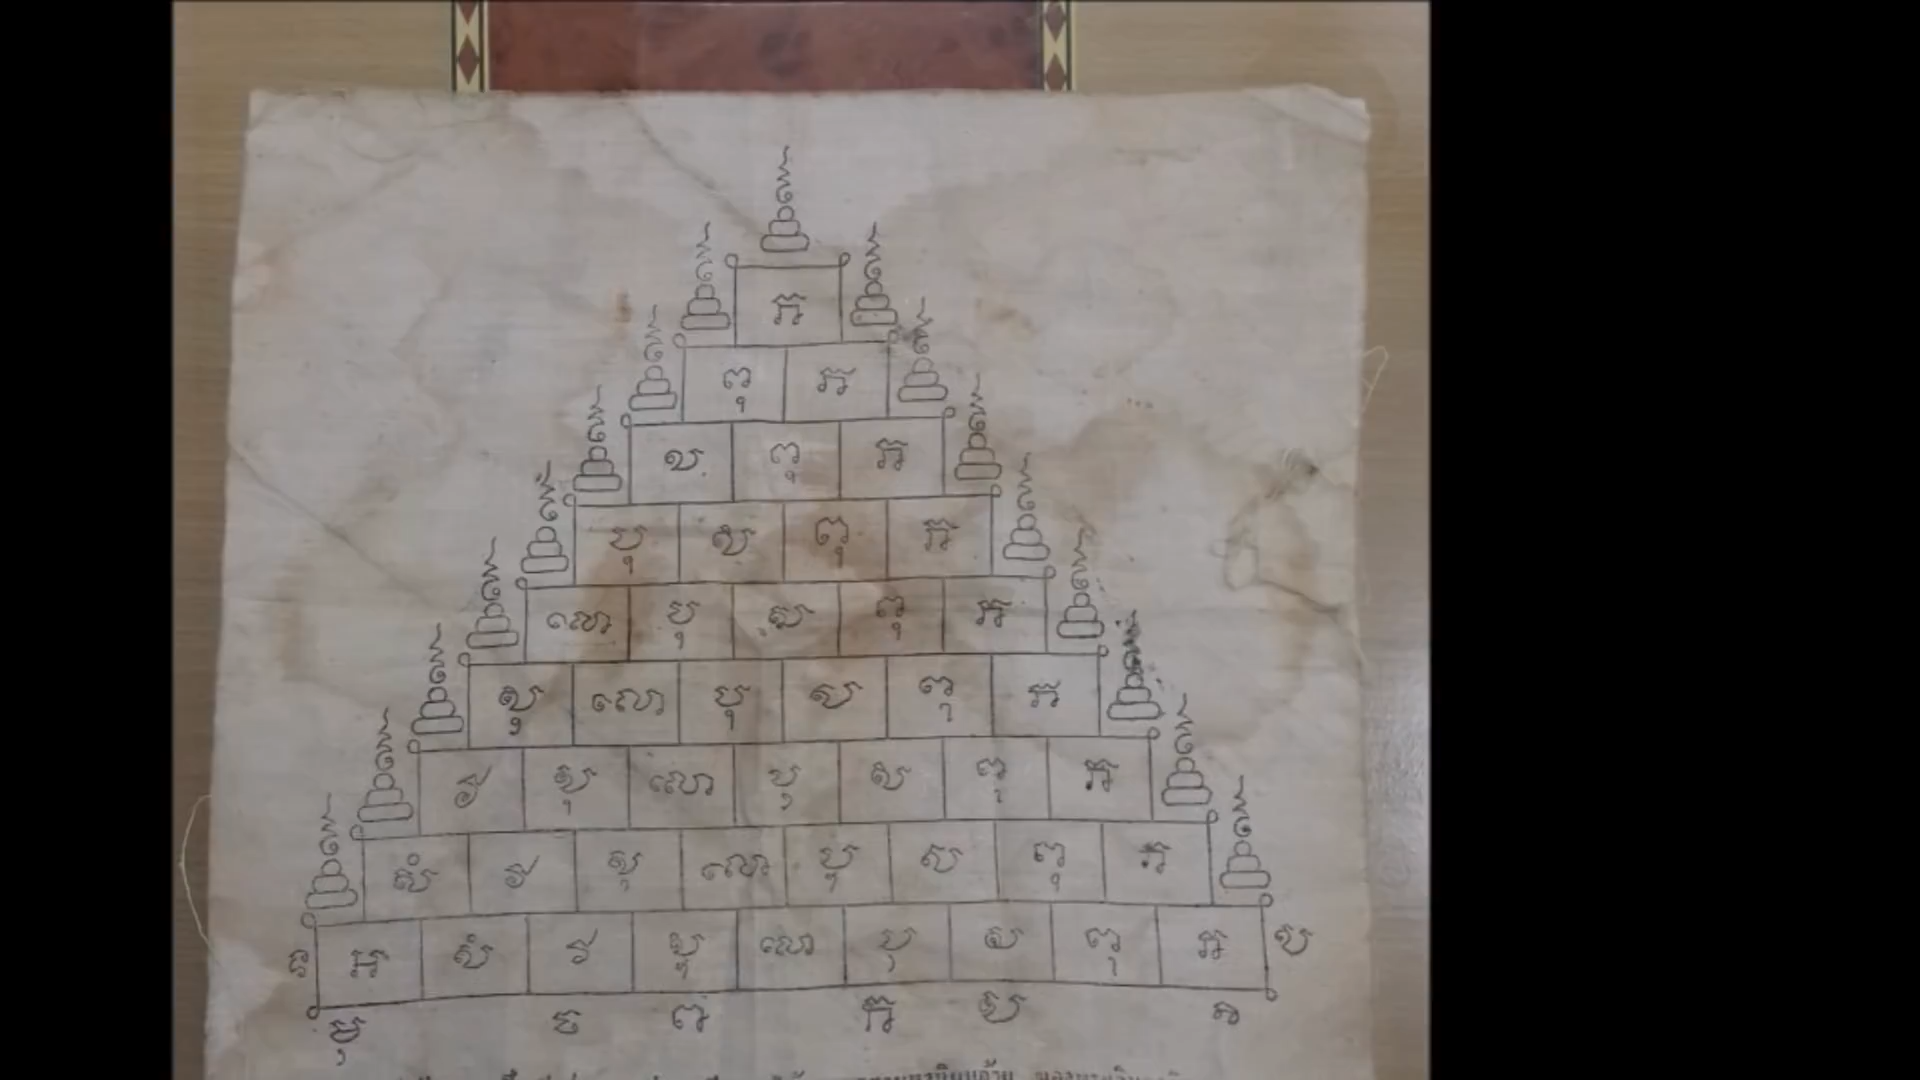 ភ
ពុ ភ
ស ពុ ភ
បុ ស ពុ ភ
លោ បុ ស ពុ ភ
សុ លោ បុ ស ពុ ភ
វិ សុ លោ បុ ស ពុ ភ
សំ វិ សុ លោ បុ ស ពុ ភ
អ សំ វិ សុ លោ បុ ស ពុ ភ